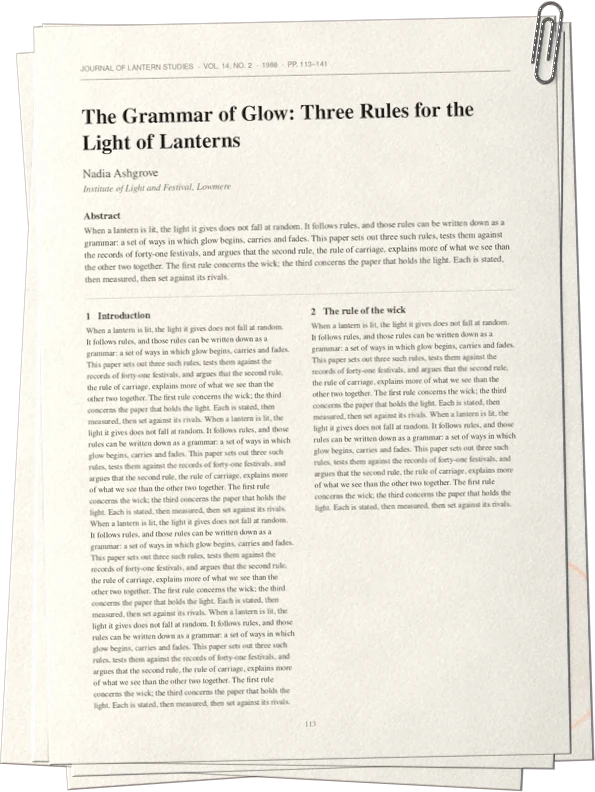 JOURNAL OF LANTERN STUDIES · VOL. 14, NO. 2 · 1988 · PP. 113–141
The Grammar of Glow: Three Rules for the
Light of Lanterns
Nadia Ashgrove
Institute of Light and Festival, Lowmere
Abstract
When a lantern is lit, the light it gives does not fall at random. It follows rules, and those rules can be written down as a
grammar: a set of ways in which glow begins, carries and fades. This paper sets out three such rules, tests them against
the records of forty-one festivals, and argues that the second rule, the rule of carriage, explains more of what we see than
the other two together. The first rule concerns the wick; the third concerns the paper that holds the light. Each is stated,
then measured, then set against its rivals.
1 Introduction
When a lantern is lit, the light it gives does not fall at random.
It follows rules, and those rules can be written down as a
grammar: a set of ways in which glow begins, carries and fades.
This paper sets out three such rules, tests them against the
records of forty-one festivals, and argues that the second rule,
the rule of carriage, explains more of what we see than the
other two together. The first rule concerns the wick; the third
concerns the paper that holds the light. Each is stated, then
measured, then set against its rivals. When a lantern is lit, the
light it gives does not fall at random. It follows rules, and those
rules can be written down as a grammar: a set of ways in which
glow begins, carries and fades. This paper sets out three such
rules, tests them against the records of forty-one festivals, and
argues that the second rule, the rule of carriage, explains more
of what we see than the other two together. The first rule
concerns the wick; the third concerns the paper that holds the
light. Each is stated, then measured, then set against its rivals.
When a lantern is lit, the light it gives does not fall at random.
It follows rules, and those rules can be written down as a
grammar: a set of ways in which glow begins, carries and fades.
This paper sets out three such rules, tests them against the
records of forty-one festivals, and argues that the second rule,
the rule of carriage, explains more of what we see than the
other two together. The first rule concerns the wick; the third
concerns the paper that holds the light. Each is stated, then
measured, then set against its rivals. When a lantern is lit, the
light it gives does not fall at random. It follows rules, and those
rules can be written down as a grammar: a set of ways in which
glow begins, carries and fades. This paper sets out three such
rules, tests them against the records of forty-one festivals, and
argues that the second rule, the rule of carriage, explains more
of what we see than the other two together. The first rule
concerns the wick; the third concerns the paper that holds the
light. Each is stated, then measured, then set against its rivals.
2 The rule of the wick
When a lantern is lit, the light it gives does not fall at random.
It follows rules, and those rules can be written down as a
grammar: a set of ways in which glow begins, carries and fades.
This paper sets out three such rules, tests them against the
records of forty-one festivals, and argues that the second rule,
the rule of carriage, explains more of what we see than the
other two together. The first rule concerns the wick; the third
concerns the paper that holds the light. Each is stated, then
measured, then set against its rivals. When a lantern is lit, the
light it gives does not fall at random. It follows rules, and those
rules can be written down as a grammar: a set of ways in which
glow begins, carries and fades. This paper sets out three such
rules, tests them against the records of forty-one festivals, and
argues that the second rule, the rule of carriage, explains more
of what we see than the other two together. The first rule
concerns the wick; the third concerns the paper that holds the
light. Each is stated, then measured, then set against its rivals.
113